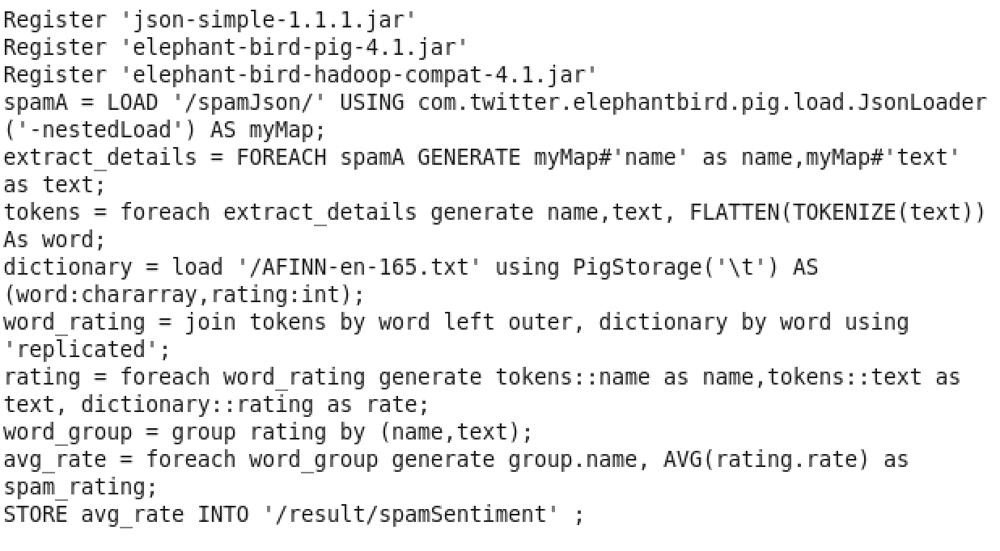 Register 'json-simple-1.1.1.jar'
Register 'elephant-bird-pig-4.1.jar'
Register 'elephant-bird-hadoop-compat-4.1.jar'
spamA = LOAD '/spamJson/' USING com.twitter.elephantbird.pig.load.JsonLoader
('-nestedLoad') AS myMap;
extract_details = FOREACH spamA GENERATE myMap#'name' as name,myMap#'text'
as text;
tokens = foreach extract_details generate name,text, FLATTEN(TOKENIZE(text))
As word;
dictionary = load '/AFINN-en-165.txt' using PigStorage('\t') AS
(word:chararray,rating:int);
word_rating = join tokens by word left outer, dictionary by word using
'replicated';
rating = foreach word_rating generate tokens::name as name,tokens::text as
text, dictionary::rating as rate;
word_group = group rating by (name,text);
avg_rate = foreach word_group generate group.name, AVG(rating.rate) as
spam_rating;
STORE avg_rate INTO '/result/spamSentiment' ;